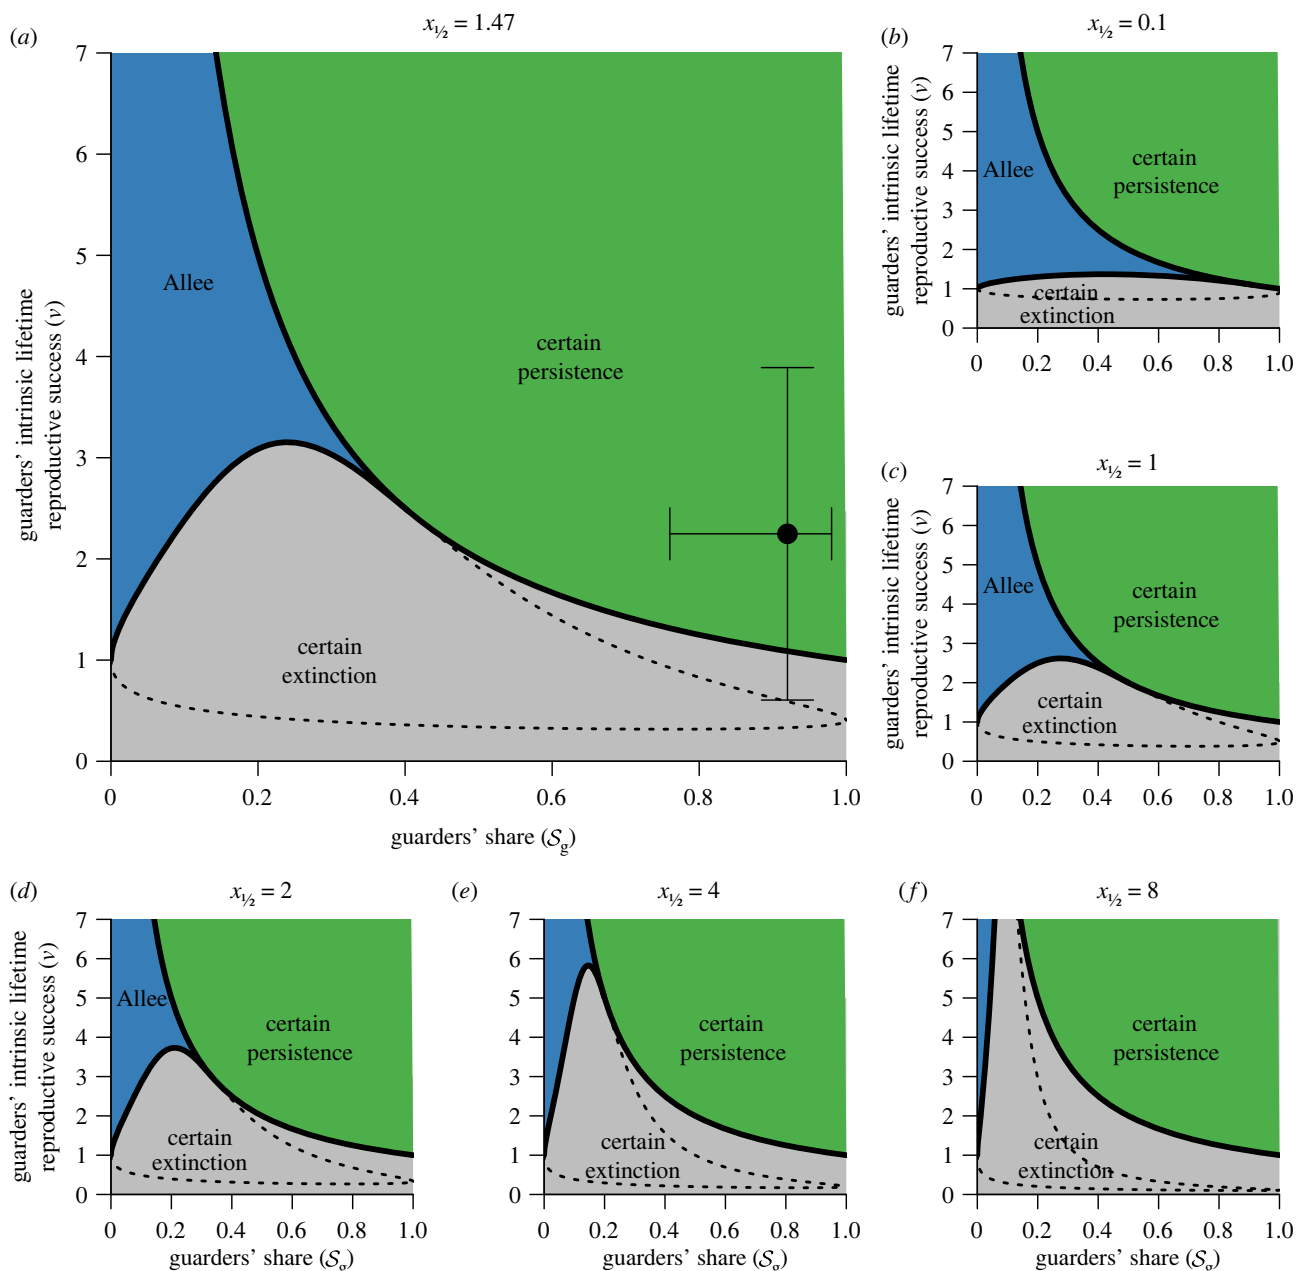 (a)
x½ = 1.47
guarders' intrinsic lifetime
reproductive success (v)
7
6
5
4
3
2
1
0
Allee
certain
persistence
certain
extinction
0
0.2
0.4
0.6
0.8
1.0
guarders' share (Sg)
(b)
x½ = 0.1
guarders' intrinsic lifetime
reproductive success (v)
7
6
5
4
3
2
1
0
Allee
certain
persistence
certain
extinction
0
0.2
0.4
0.6
0.8
1.0
(c)
x½ = 1
guarders' intrinsic lifetime
reproductive success (v)
7
6
5
4
3
2
1
0
Allee
certain
persistence
certain
extinction
0
0.2
0.4
0.6
0.8
1.0
(d)
x½ = 2
guarders' intrinsic lifetime
reproductive success (v)
7
6
5
4
3
2
1
0
Allee
certain
persistence
certain
extinction
0
0.2
0.4
0.6
0.8
1.0
guarders' share (Sg)
(e)
x½ = 4
7
6
5
4
3
2
1
0
certain
persistence
certain
extinction
0
0.2
0.4
0.6
0.8
1.0
guarders' share (Sg)
(f)
x½ = 8
7
6
5
4
3
2
1
0
certain
persistence
certain
extinction
0
0.2
0.4
0.6
0.8
1.0
guarders' share (Sg)